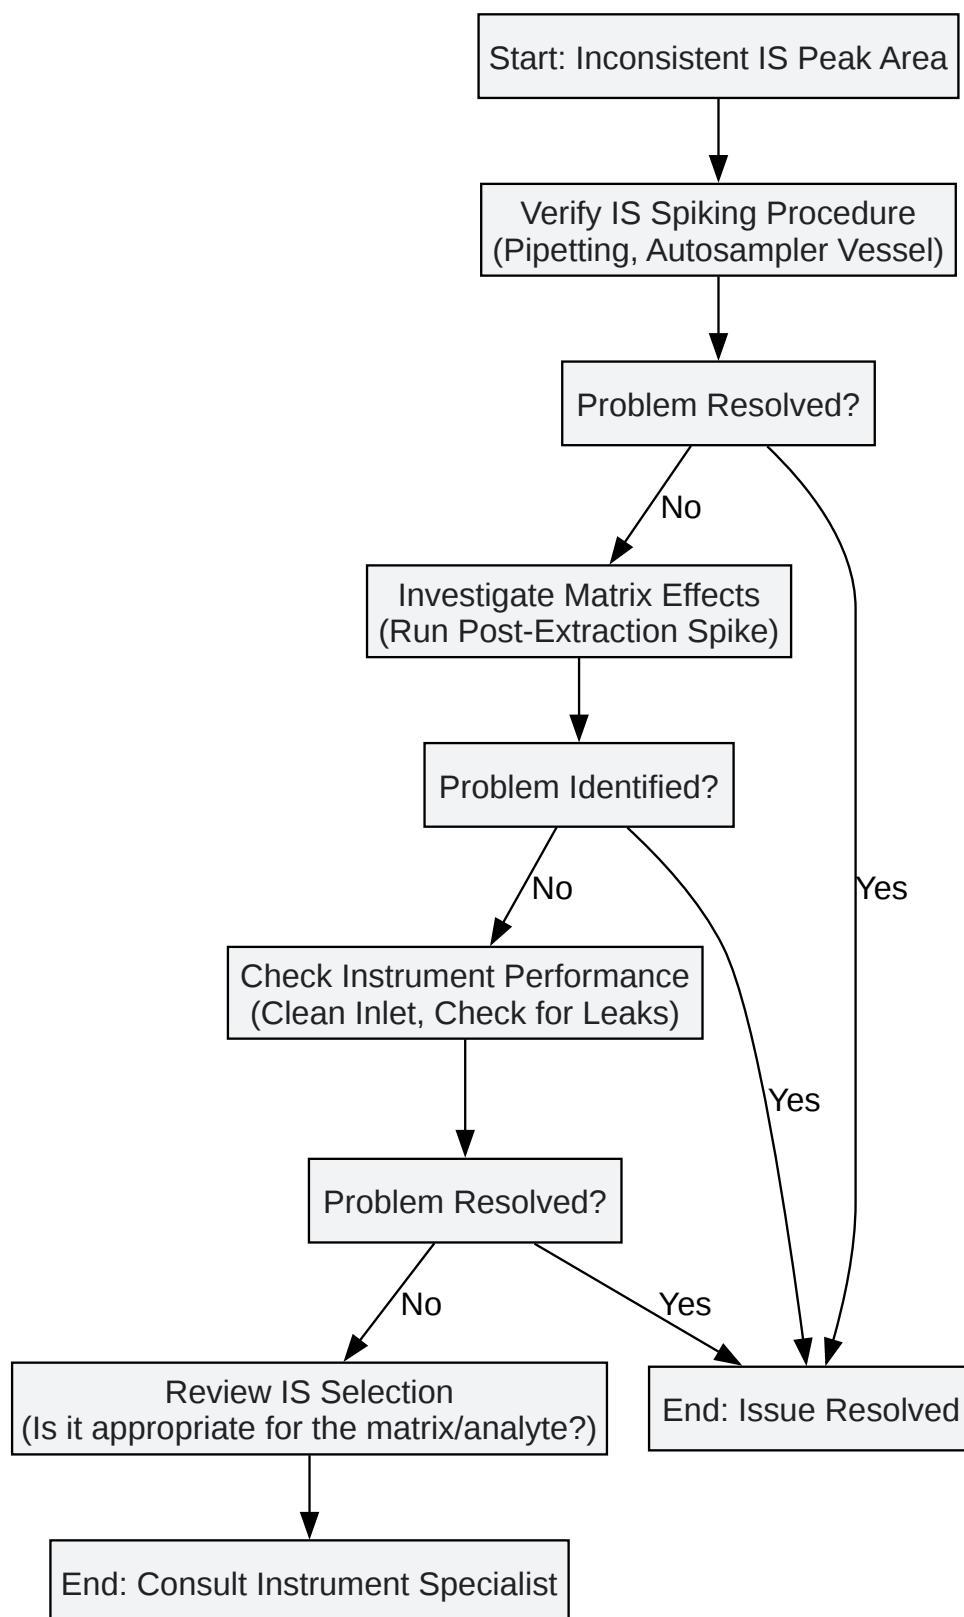 Start: Inconsistent IS Peak Area
Verify IS Spiking Procedure
(Pipetting, Autosampler Vessel)
Problem Resolved?
No
Investigate Matrix Effects
(Run Post-Extraction Spike)
Problem Identified?
No
Yes
Check Instrument Performance
(Clean Inlet, Check for Leaks)
Yes
Problem Resolved?
No
Yes
Review IS Selection
(Is it appropriate for the matrix/analyte?)
End: Issue Resolved
End: Consult Instrument Specialist